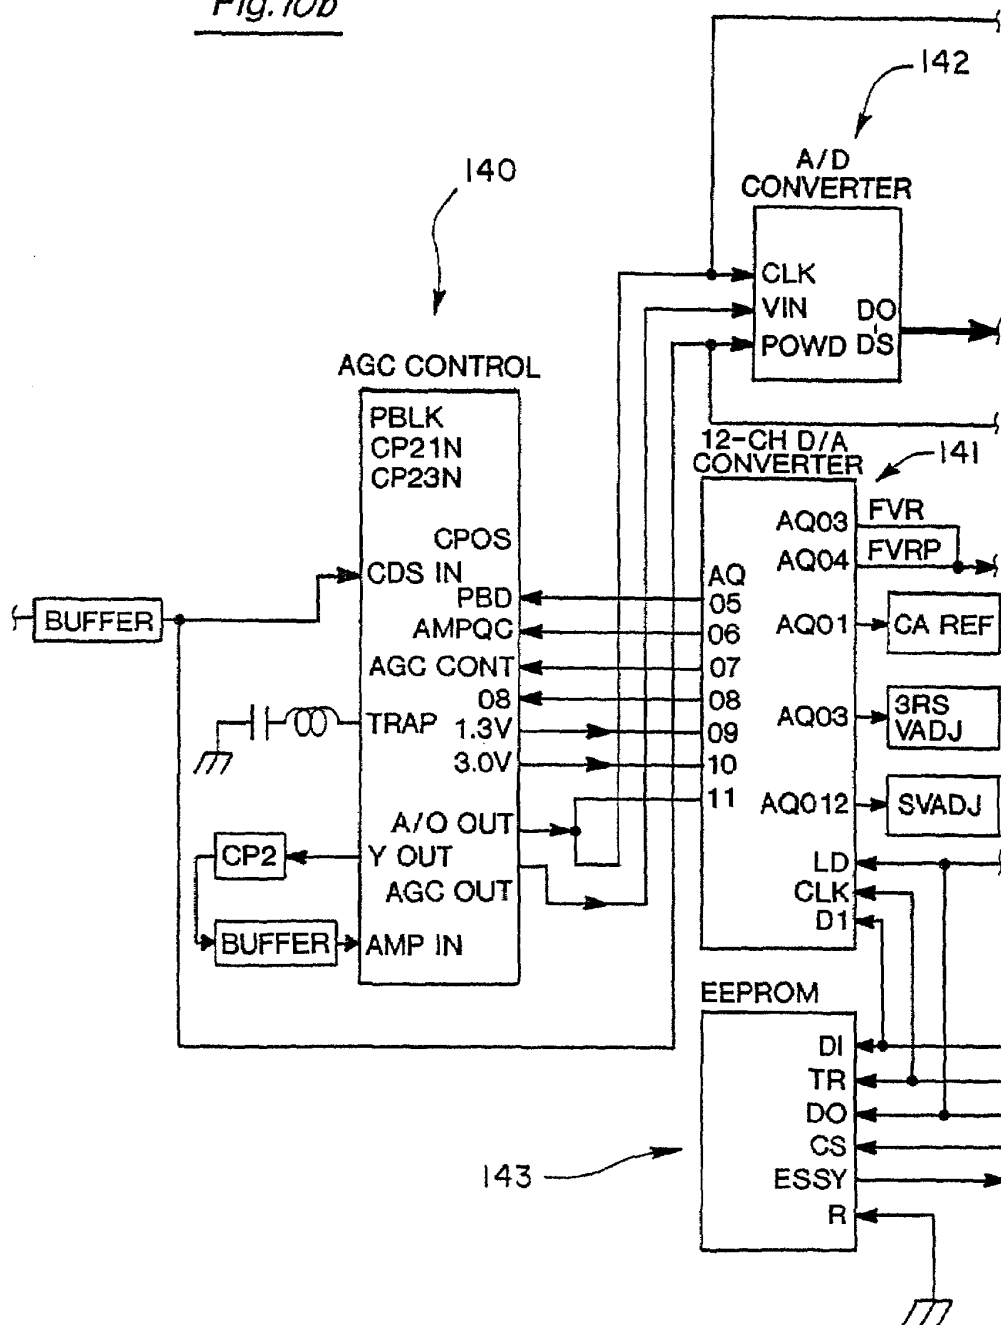 Fig.10b
142
A/D
CONVERTER
140
CLK
VIN
DO
POWD
DS
AGC CONTROL
PBLK
CP21N
CP23N
12-CH D/A
CONVERTER
141
CPOS
CDS IN
PBD
AMPQC
AGC CONT
08
TRAP
1.3V
3.0V
A/O OUT
Y OUT
AGC OUT
AMP IN
BUFFER
CP2
BUFFER
AQ
05
06
07
08
09
10
11
AQ03
FVR
AQ04
FVRP
AQ01
CA REF
AQ03
3RS
VADJ
AQ012
SVADJ
LD
CLK
D1
EEPROM
DI
TR
DO
CS
ESSY
R
143